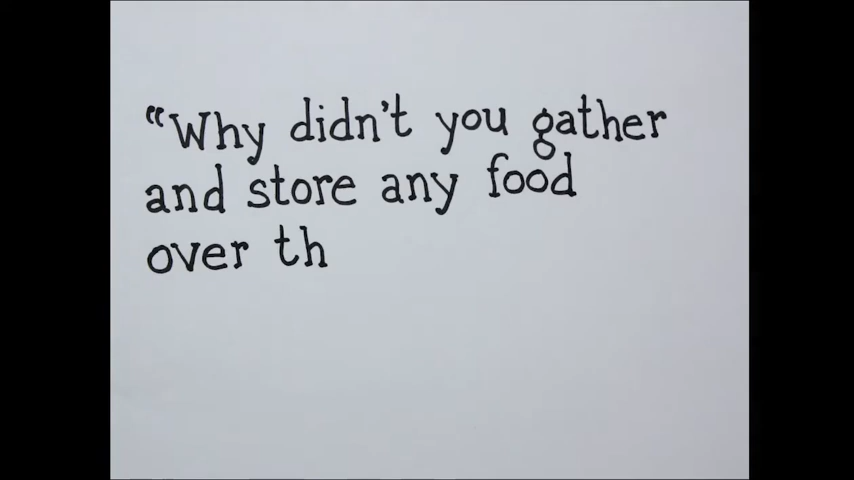 “Why didn't you gather
and store any food
over th